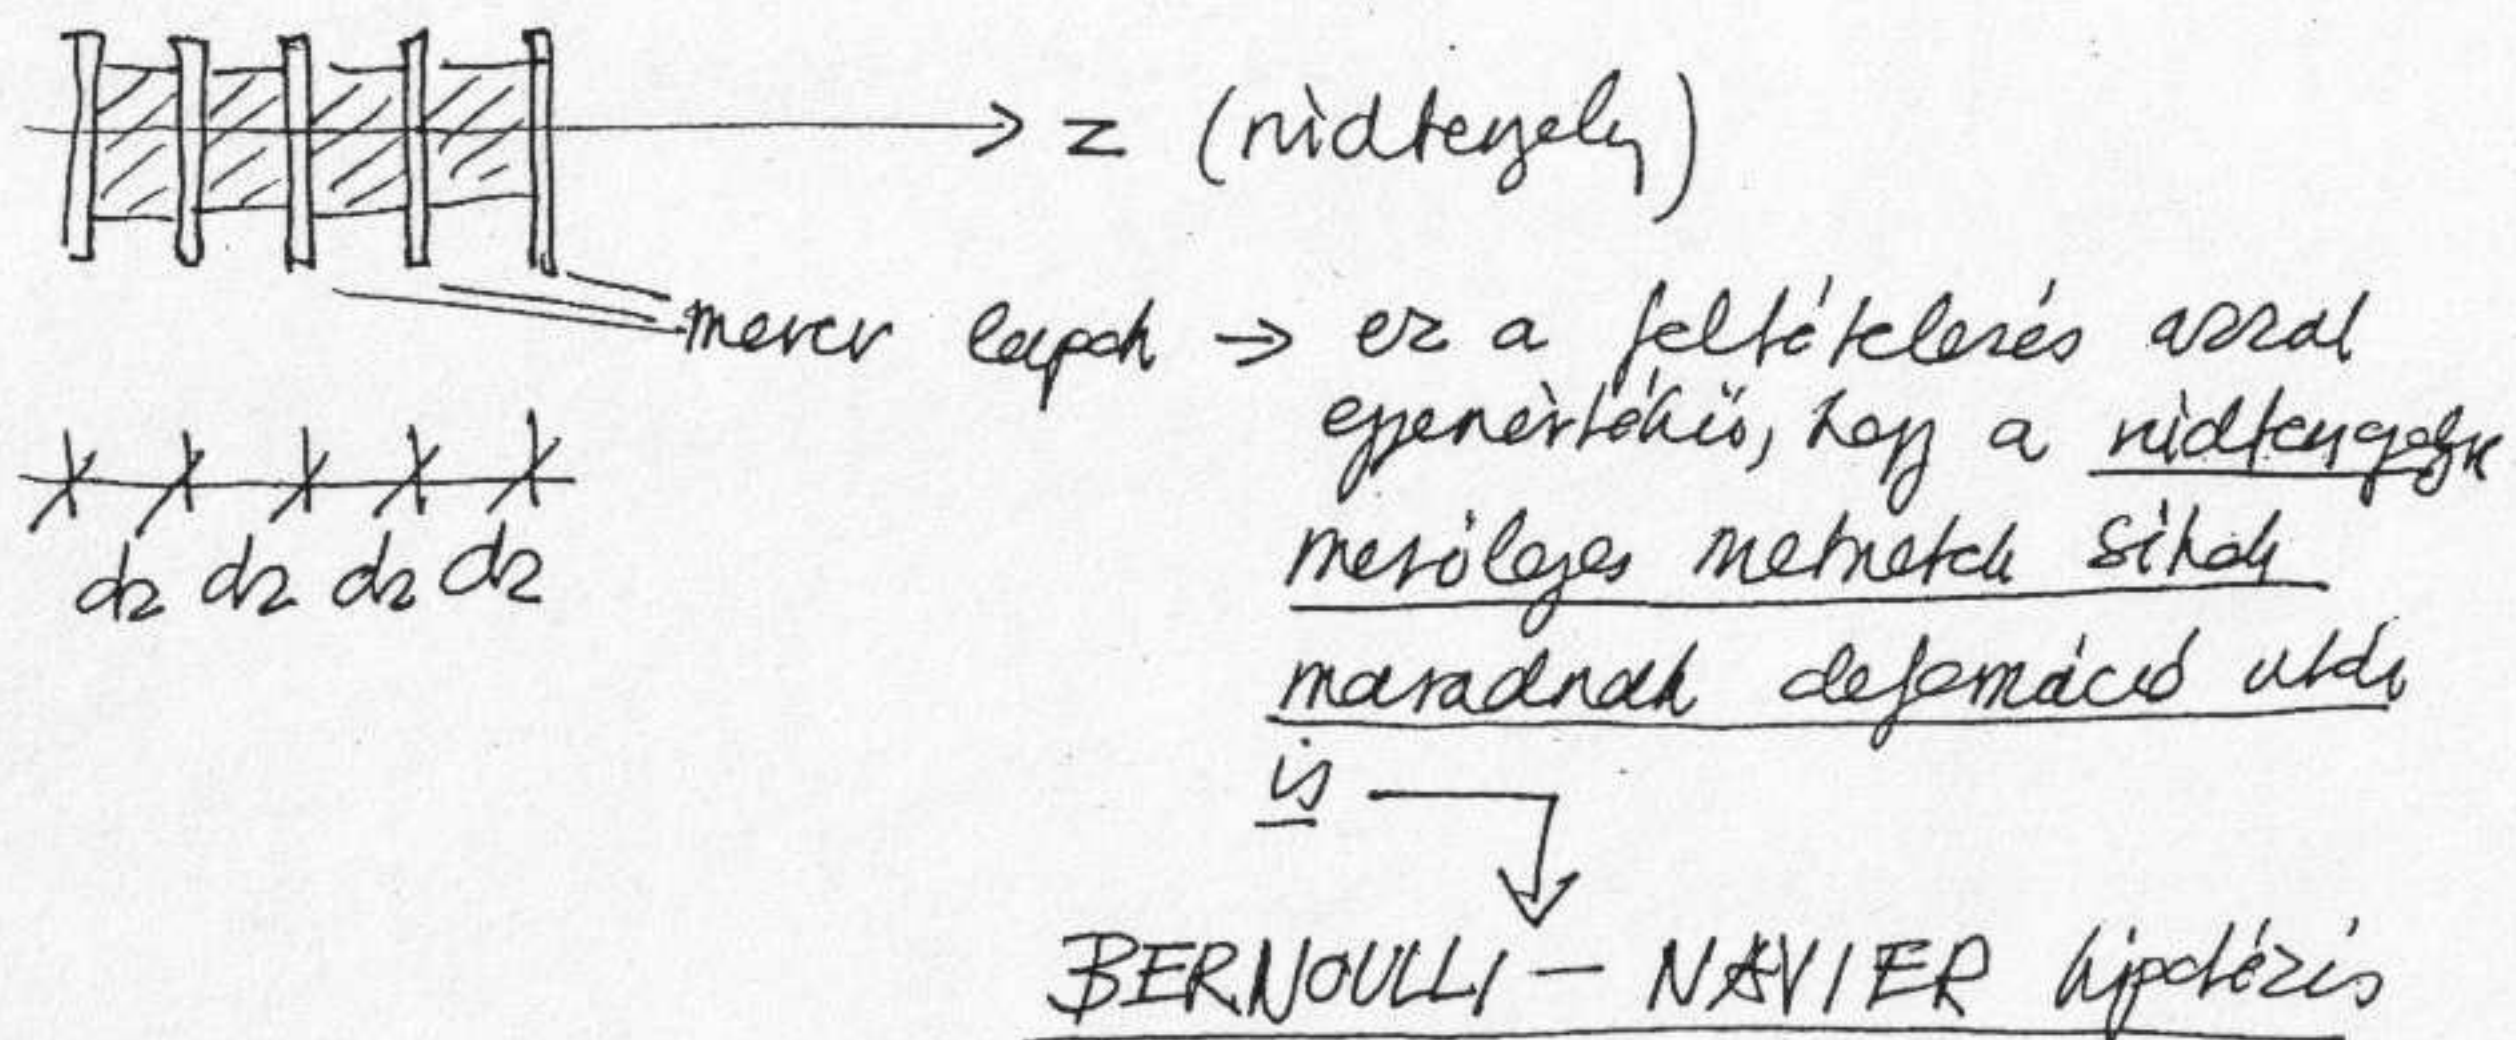 z (rúdtengely)
merev lapok → ez a feltételezés azzal
egyenértékű, hogy a rúdtengelyre
merőleges metszetek síkok
maradnak deformáció után
is
dz dz dz dz
BERNOULLI – NAVIER hipotézis